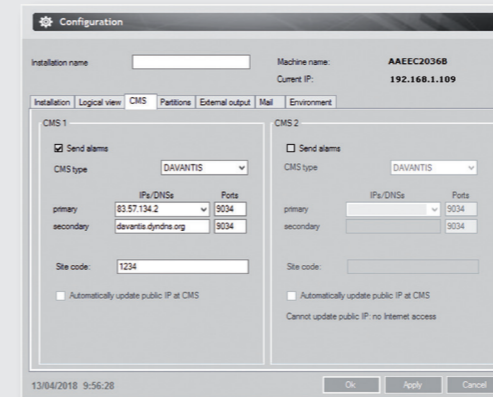 Configuration
Installation name
Machine name: AAEEC2036B
Current IP: 192.168.1.109
Installation Logical view CMS Partitions External output Mail Environment
CMS 1
Send alarms
CMS type DAVANTIS
IPs/DNSs Ports
primary 83.57.134.2 9034
secondary davantis.dyndns.org 9034
Site code: 1234
Automatically update public IP at CMS
CMS 2
Send alarms
CMS type DAVANTIS
IPs/DNSs Ports
primary 9034
secondary 9034
Site code:
Automatically update public IP at CMS
Cannot update public IP: no Internet access
13/04/2018 9:56:28
Ok Apply Cancel